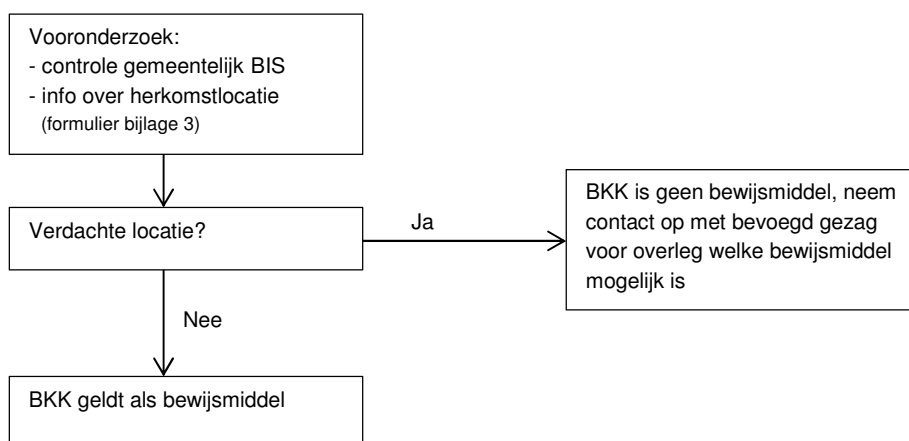 Vooronderzoek:
- controle gemeentelijk BIS
- info over herkomstlocatie
(formulier bijlage 3)
Verdachte locatie?
Ja
BKK is geen bewijsmiddel, neem
contact op met bevoegd gezag
voor overleg welke bewijsmiddel
mogelijk is
Nee
BKK geldt als bewijsmiddel